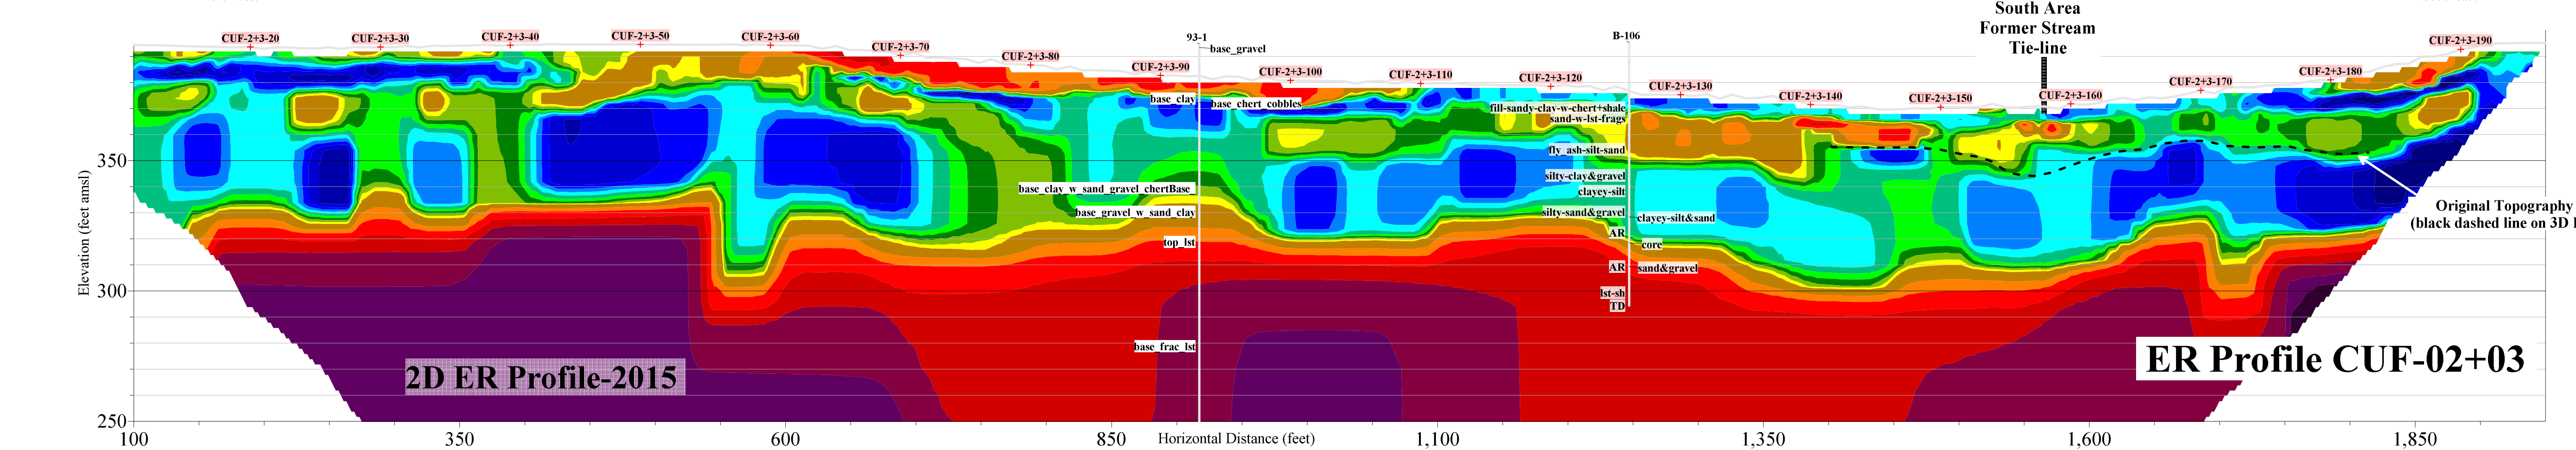 South Area
Former Stream
Tie-line
CUF-2+3-20
CUF-2+3-30
CUF-2+3-40
CUF-2+3-50
CUF-2+3-60
CUF-2+3-70
CUF-2+3-80
CUF-2+3-90
CUF-2+3-100
CUF-2+3-110
CUF-2+3-120
CUF-2+3-130
CUF-2+3-140
CUF-2+3-150
CUF-2+3-160
CUF-2+3-170
CUF-2+3-180
CUF-2+3-190
93-1
base_gravel
base_clay
base_chert_cobbles
base_clay_w_sand_gravel_chertBase_
base_gravel_w_sand_clay
top_lst
base_frac_lst
B-106
fill-sandy-clay-w-chert+shale
sand-w-lst-frags
fly_ash-silt-sand
silty-clay&gravel
clayey-silt
silty-sand&gravel
clayey-silt&sand
AR
core
AR
sand&gravel
lst-sh
TD
Original Topography
(black dashed line on 3D
Elevation (feet amsl)
350
300
250
2D ER Profile-2015
ER Profile CUF-02+03
100
350
600
850
Horizontal Distance (feet)
1,100
1,350
1,600
1,850